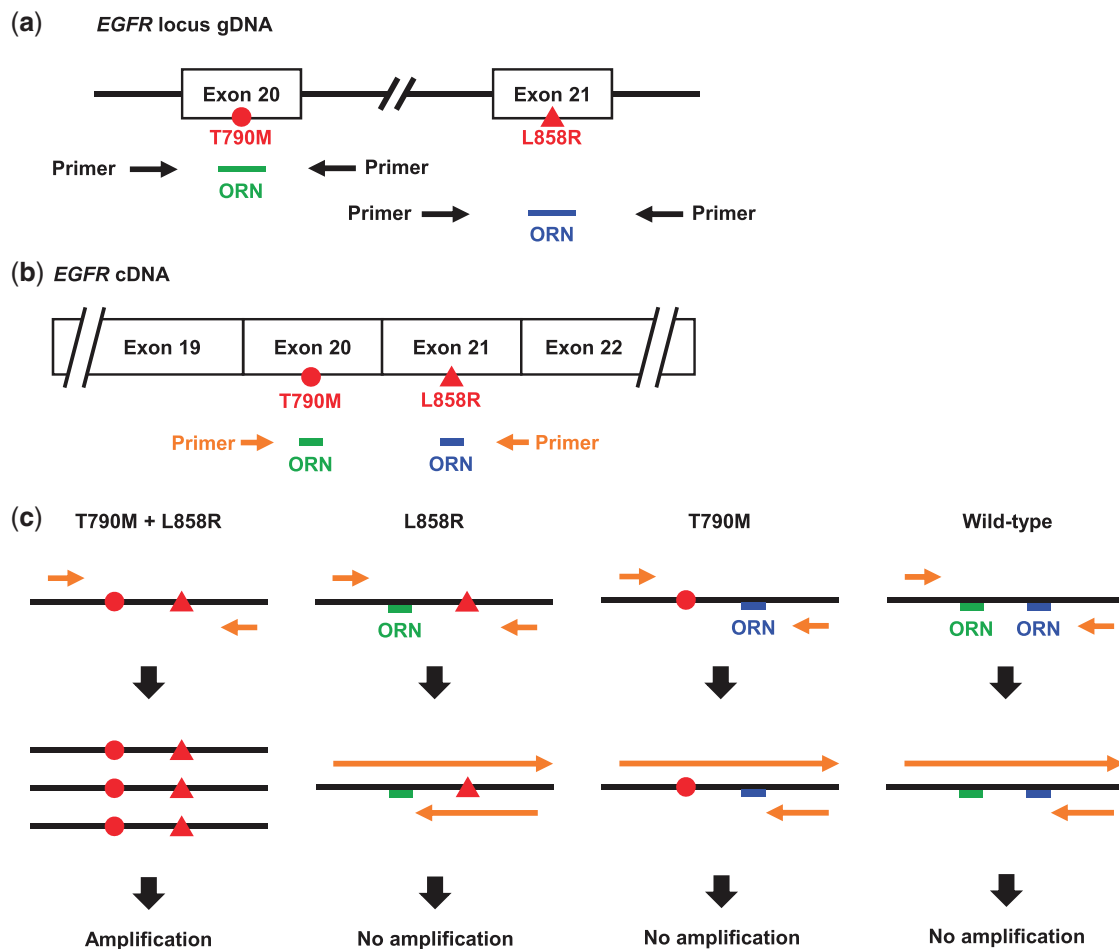 (a) EGFR locus gDNA
Exon 20 Exon 21
T790M L858R
Primer Primer
ORN
Primer Primer
ORN
(b) EGFR cDNA
Exon 19 Exon 20 Exon 21 Exon 22
T790M L858R
Primer Primer
ORN ORN
(c)
T790M + L858R L858R T790M Wild-type
ORN ORN ORN ORN
Amplification No amplification No amplification No amplification